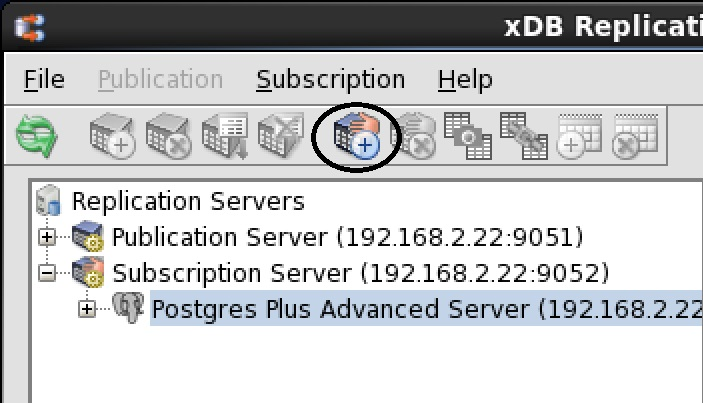 xDB Replicati
File Publication Subscription Help
Replication Servers
Publication Server (192.168.2.22:9051)
Subscription Server (192.168.2.22:9052)
Postgres Plus Advanced Server (192.168.2.22